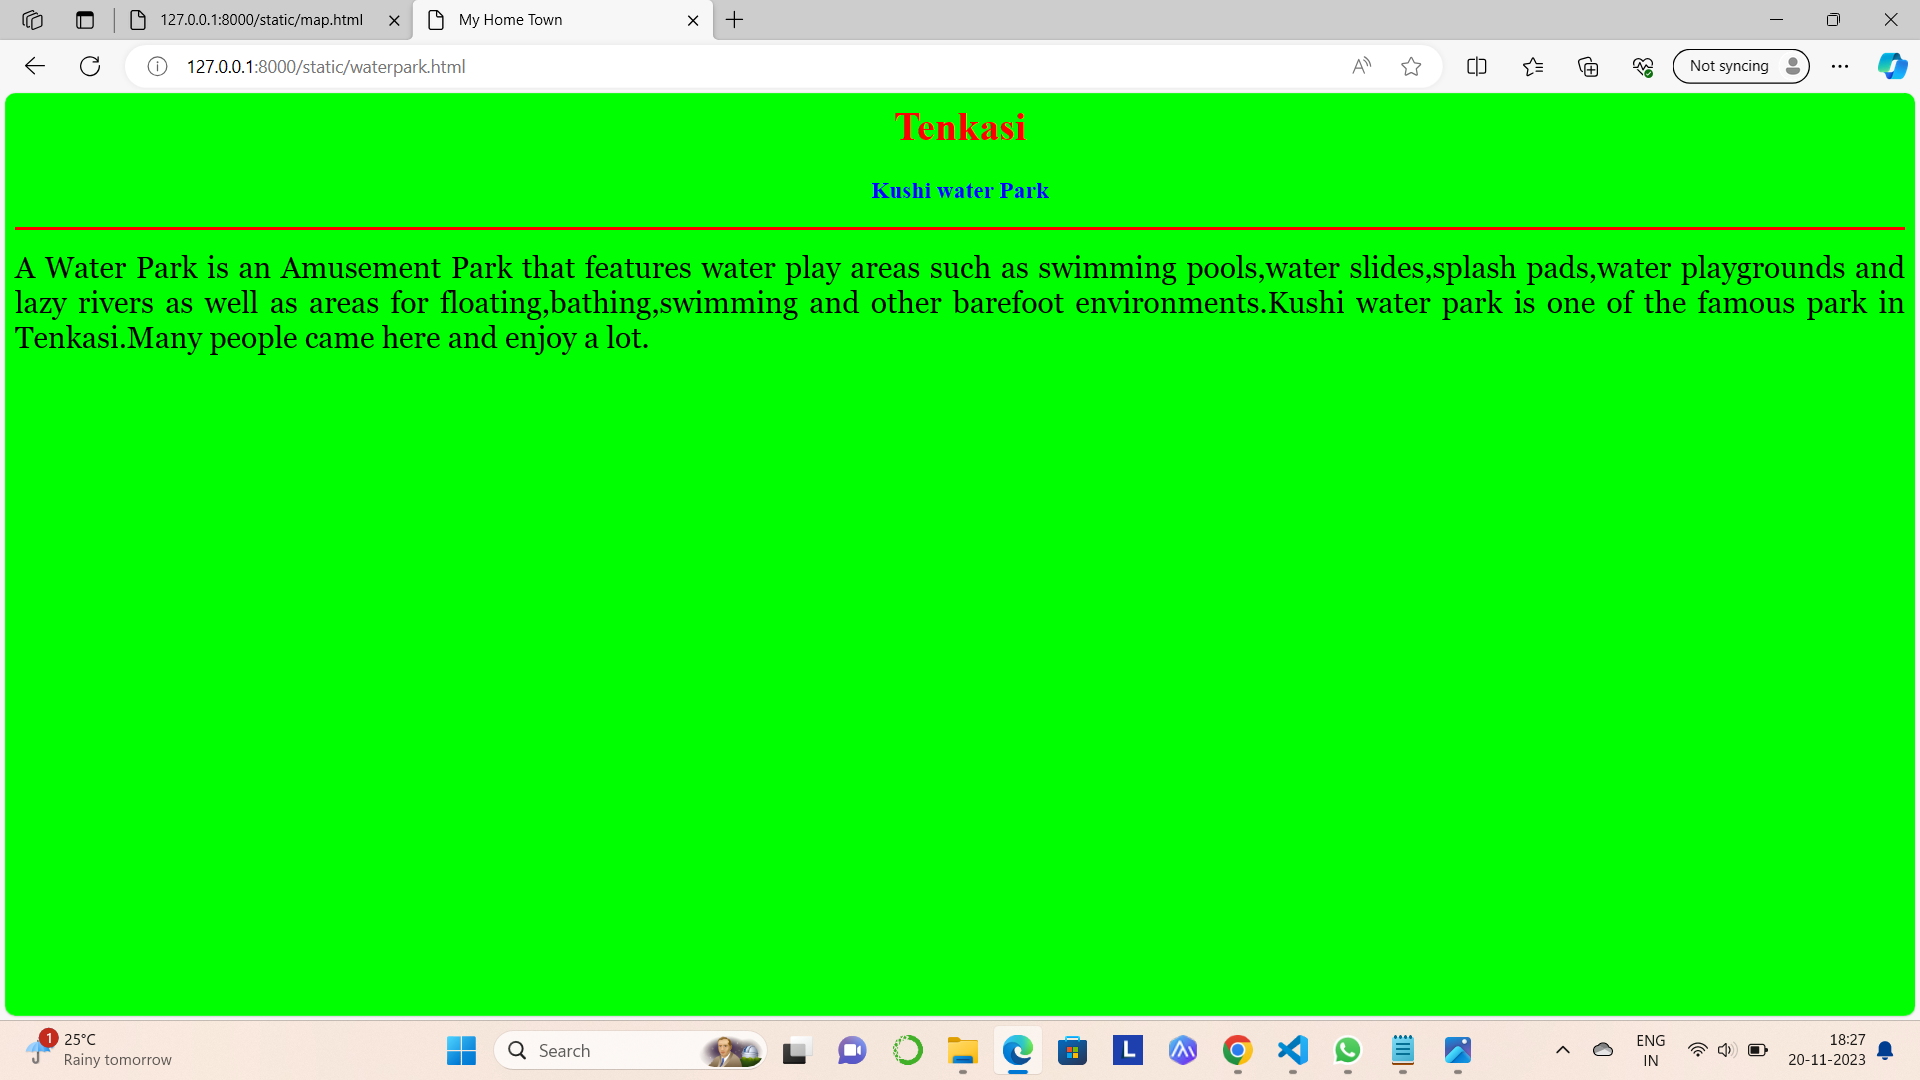 127.0.0.1:8000/static/map.html
My Home Town
127.0.0.1:8000/static/waterpark.html
Not syncing
Tenkasi
Kushi water Park
A Water Park is an Amusement Park that features water play areas such as swimming pools,water slides,splash pads,water playgrounds and
lazy rivers as well as areas for floating,bathing,swimming and other barefoot environments.Kushi water park is one of the famous park in
Tenkasi.Many people came here and enjoy a lot.
1
25°C
Rainy tomorrow
Search
L
ENG
IN
18:27
20-11-2023